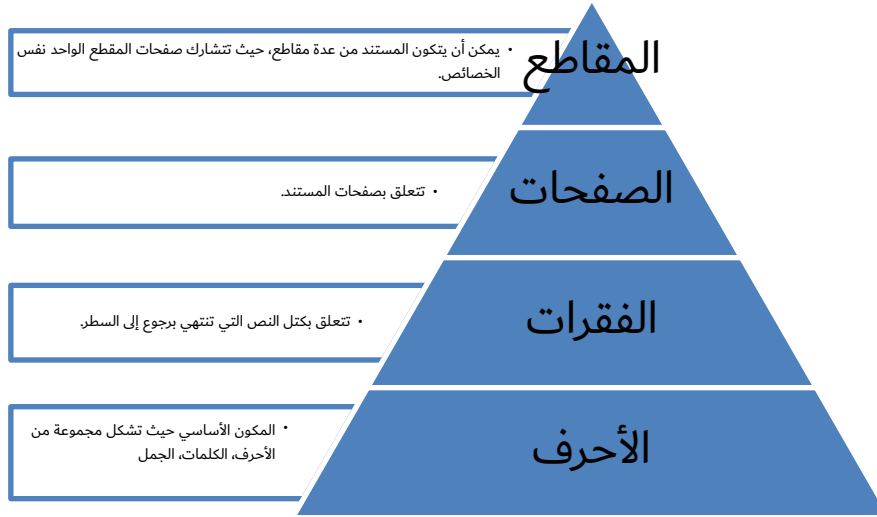 المقاطع
• يمكن أن يتكون المستند من عدة مقاطع، حيث تتشارك صفحات المقطع الواحد نفس
الخصائص.
الصفحات
• تتعلق بصفحات المستند.
الفقرات
• تتعلق بكتل النص التي تنتهي برجوع إلى السطر.
الأحرف
• المكون الأساسي حيث تشكل مجموعة من
الأحرف، الكلمات، الجمل